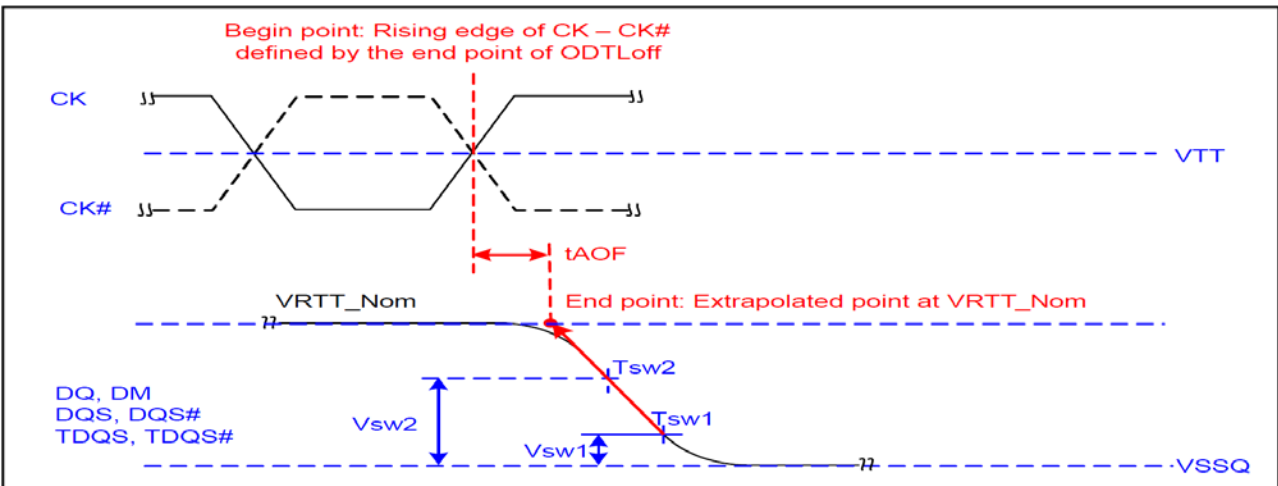 Begin point: Rising edge of CK – CK#
defined by the end point of ODTLoff
CK
VTT
CK#
tAOF
VRTT_Nom
End point: Extrapolated point at VRTT_Nom
Tsw2
DQ, DM
DQS, DQS#
TDQS, TDQS#
Vsw2
Tsw1
Vsw1
VSSQ